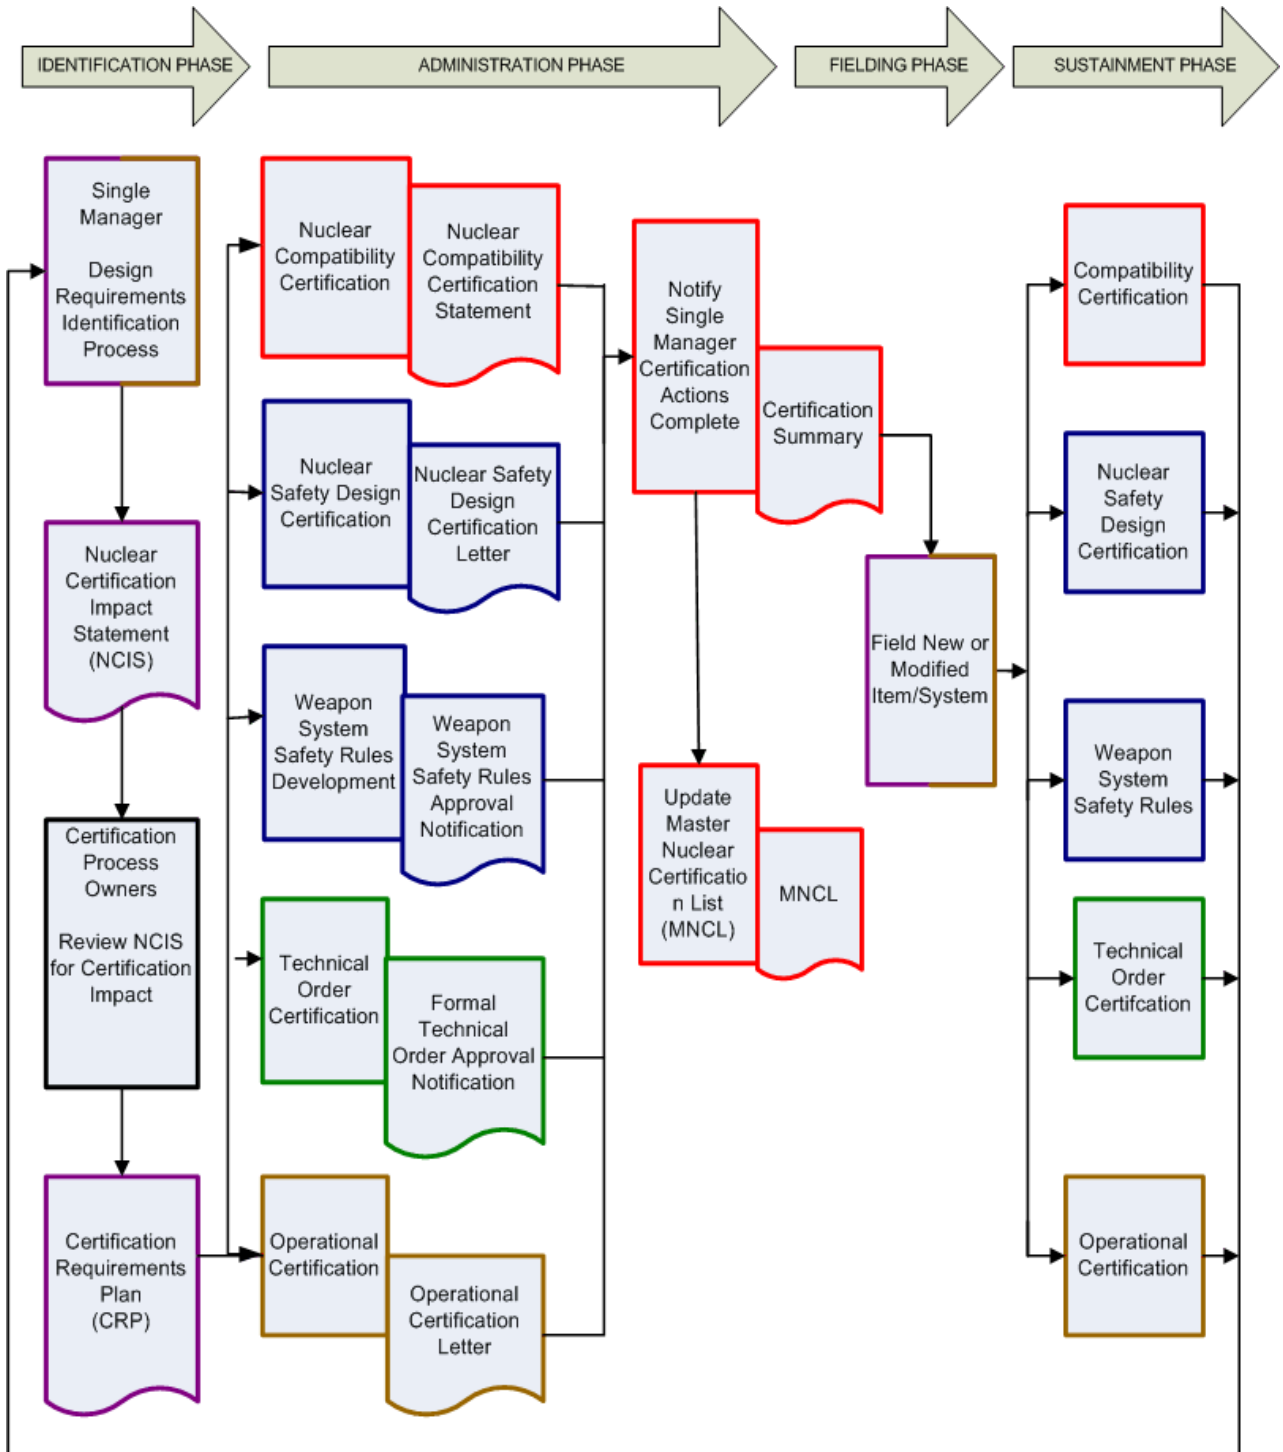 IDENTIFICATION PHASE
ADMINISTRATION PHASE
FIELDING PHASE
SUSTAINMENT PHASE
Single
Manager
Design
Requirements
Identification
Process
Nuclear
Certification
Impact
Statement
(NCIS)
Certification
Process
Owners
Review NCIS
for Certification
Impact
Certification
Requirements
Plan
(CRP)
Nuclear
Compatibility
Certification
Nuclear
Compatibility
Certification
Statement
Nuclear
Safety Design
Certification
Nuclear Safety
Design
Certification
Letter
Weapon
System
Safety Rules
Development
Weapon
System
Safety Rules
Approval
Notification
Technical
Order
Certification
Formal
Technical
Order Approval
Notification
Operational
Certification
Operational
Certification
Letter
Notify
Single
Manager
Certification
Actions
Complete
Certification
Summary
Update
Master
Nuclear
Certificatio
n List
(MNCL)
MNCL
Field New or
Modified
Item/System
Compatibility
Certification
Nuclear
Safety
Design
Certification
Weapon
System
Safety Rules
Technical
Order
Certifcation
Operational
Certification